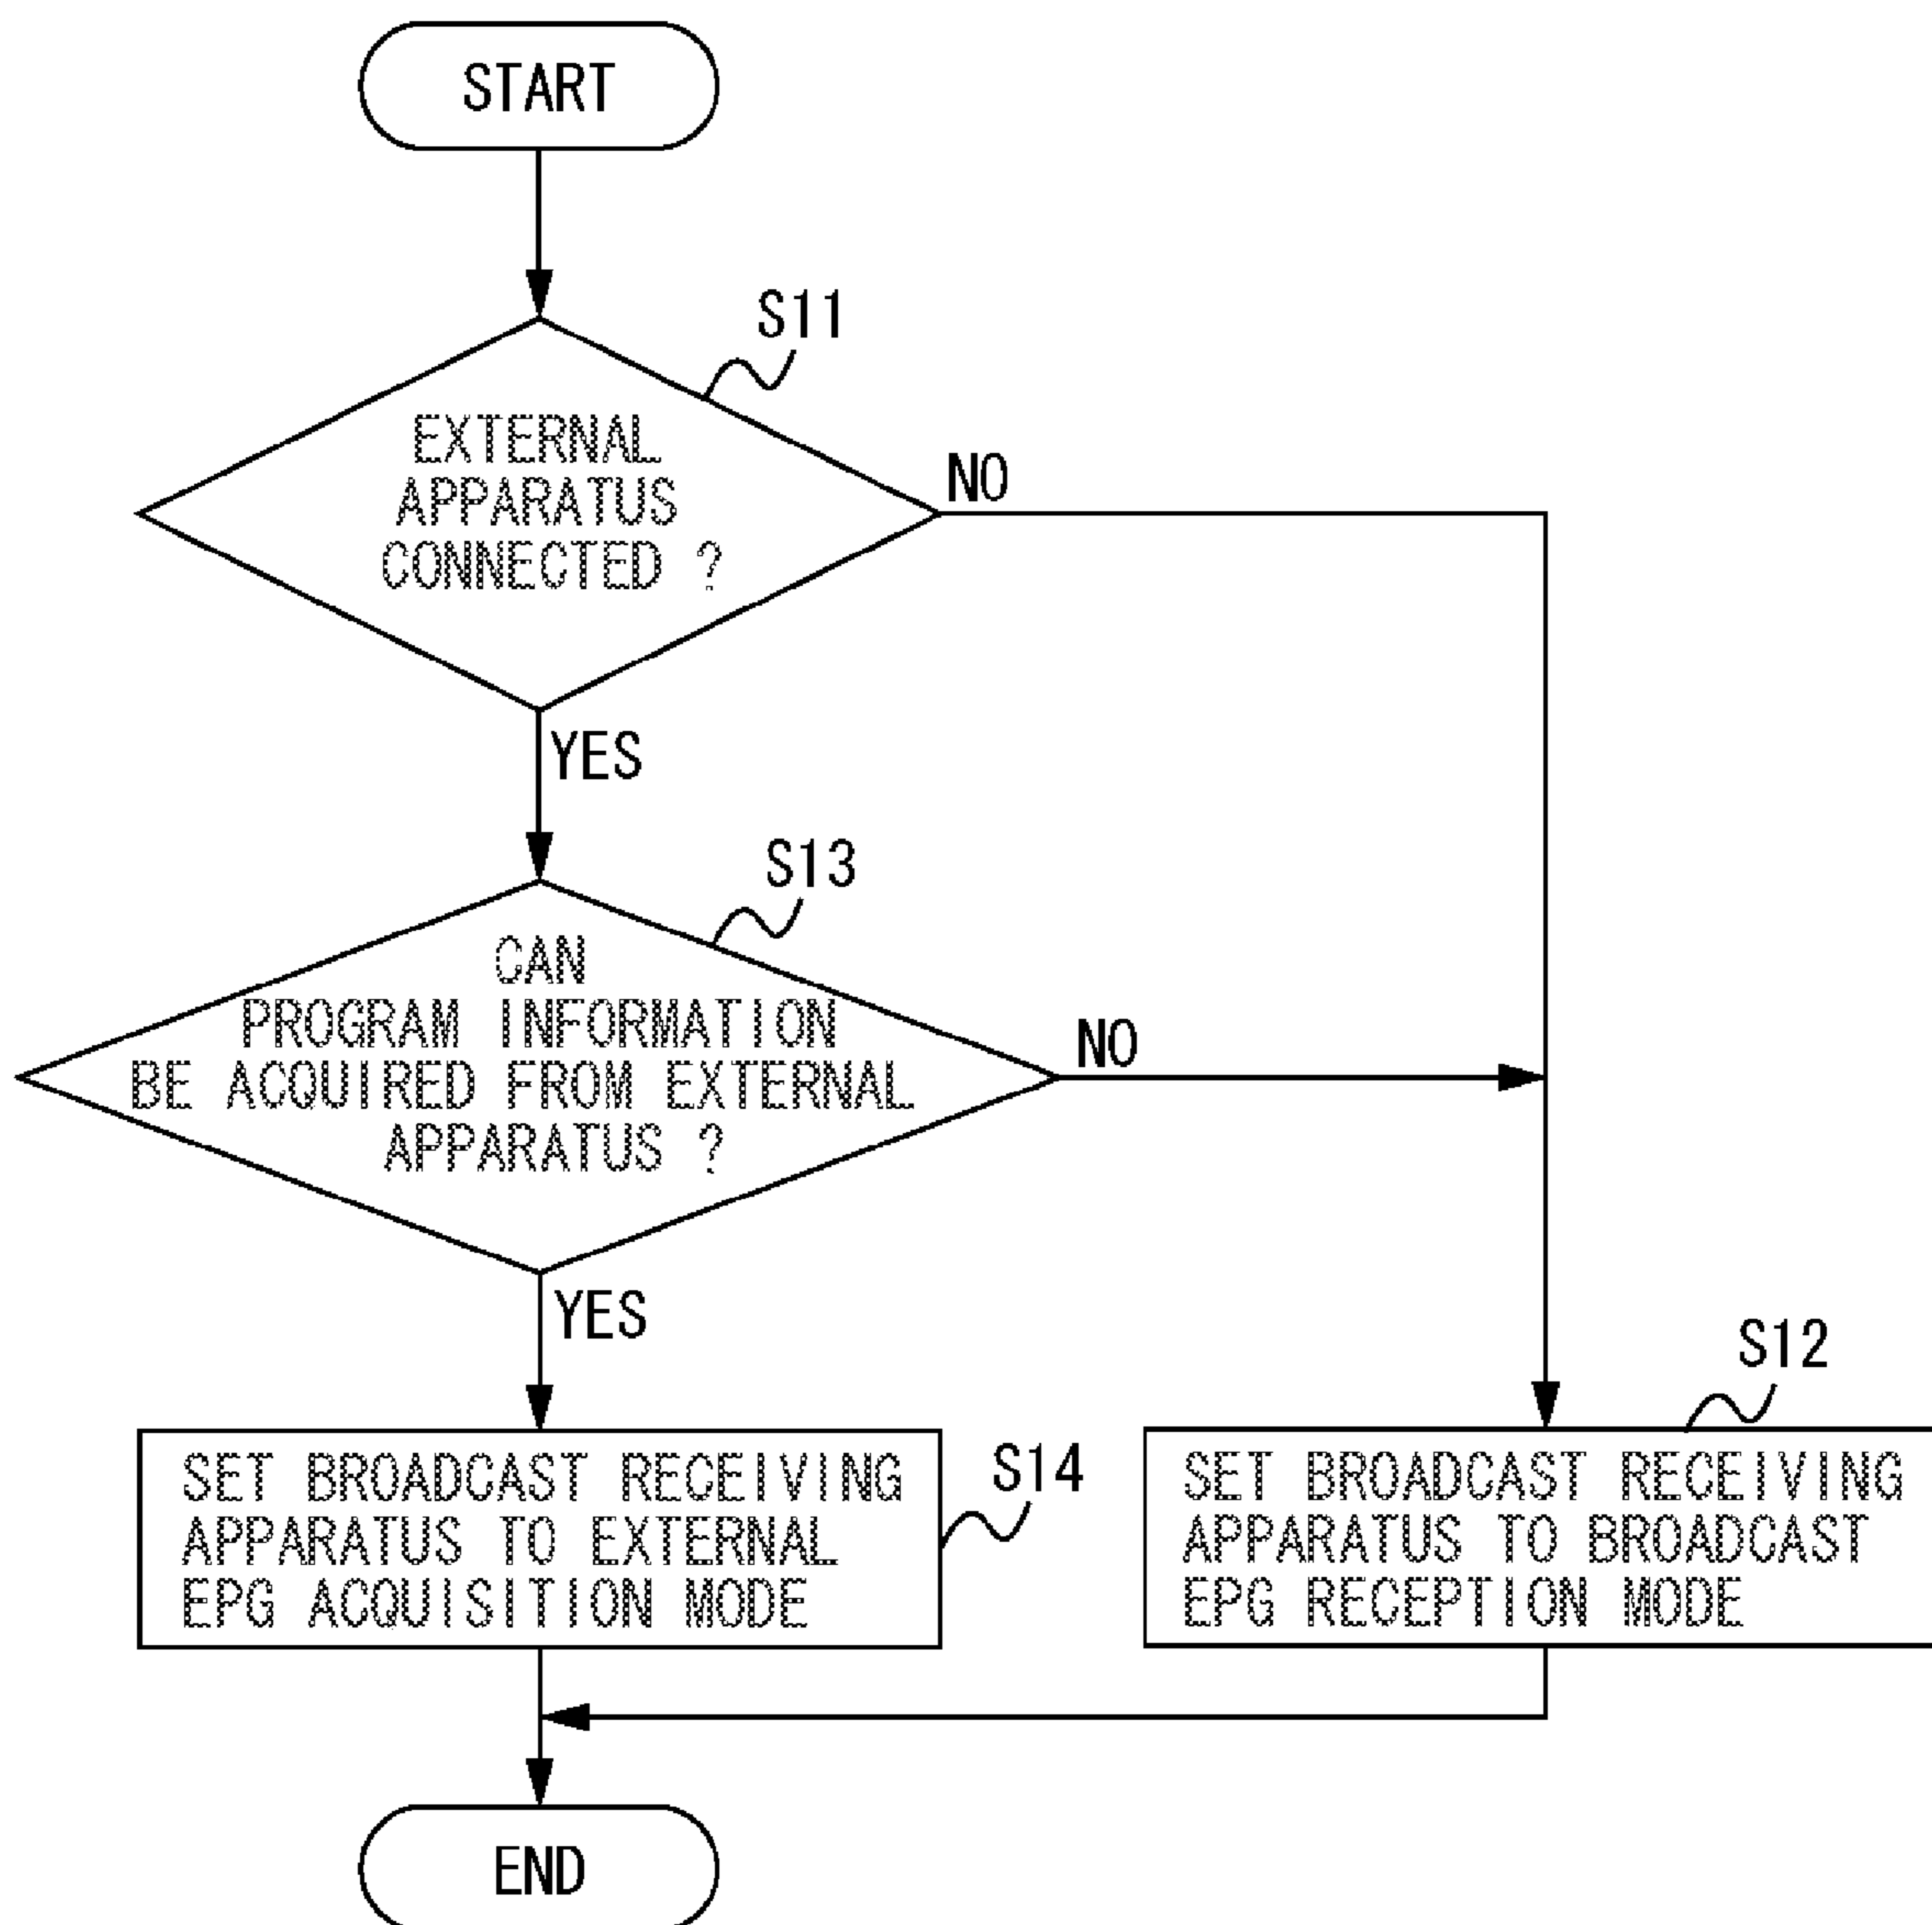 START
S11
EXTERNAL
APPARATUS
CONNECTED ?
NO
YES
S13
CAN
PROGRAM INFORMATION
BE ACQUIRED FROM EXTERNAL
APPARATUS ?
NO
YES
S14
SET BROADCAST RECEIVING
APPARATUS TO EXTERNAL
EPG ACQUISITION MODE
S12
SET BROADCAST RECEIVING
APPARATUS TO BROADCAST
EPG RECEPTION MODE
END